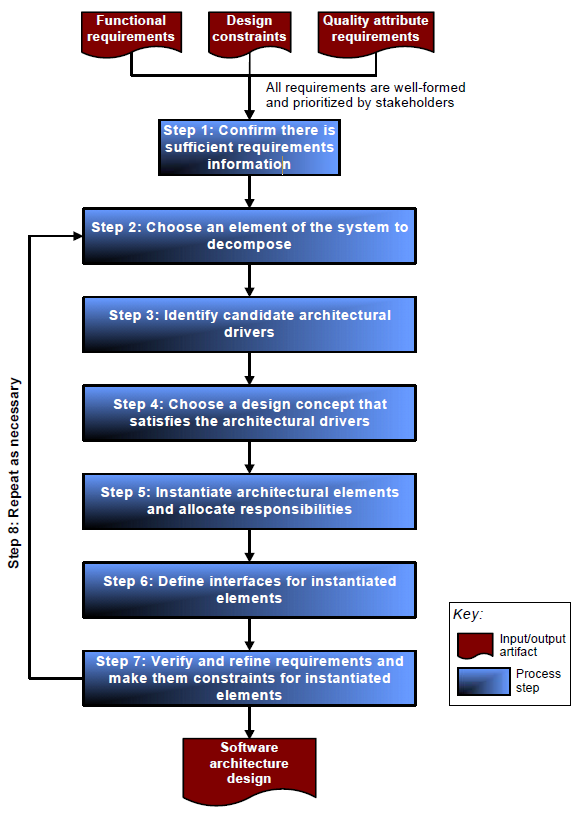 Functional
requirements
Design
constraints
Quality attribute
requirements
All requirements are well-formed
and prioritized by stakeholders
Step 1: Confirm there is
sufficient requirements
information
Step 2: Choose an element of the system to
decompose
Step 3: Identify candidate architectural
drivers
Step 4: Choose a design concept that
satisfies the architectural drivers
Step 5: Instantiate architectural elements
and allocate responsibilities
Step 6: Define interfaces for instantiated
elements
Step 7: Verify and refine requirements and
make them constraints for instantiated
elements
Step 8: Repeat as necessary
Software
architecture
design
Key:
Input/output
artifact
Process
step